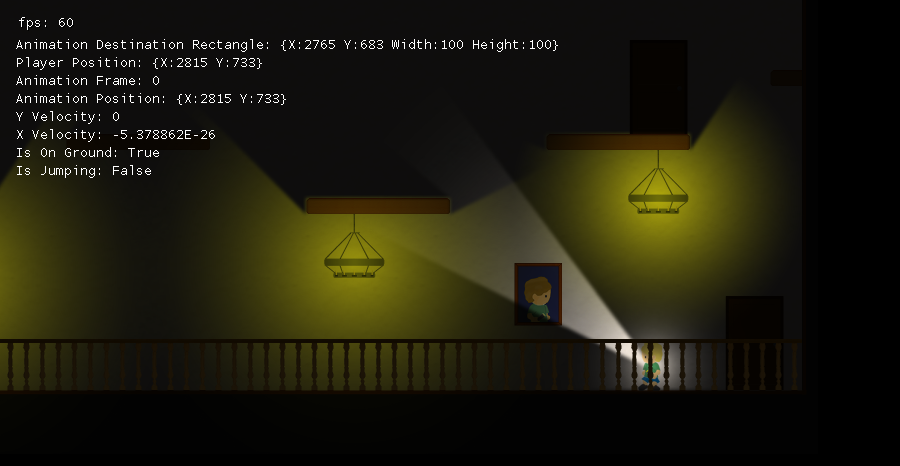 fps: 60
Animation Destination Rectangle: {X:2765 Y:683 Width:100 Height:100}
Player Position: {X:2815 Y:733}
Animation Frame: 0
Animation Position: {X:2815 Y:733}
Y Velocity: 0
X Velocity: -5.378862E-26
Is On Ground: True
Is Jumping: False